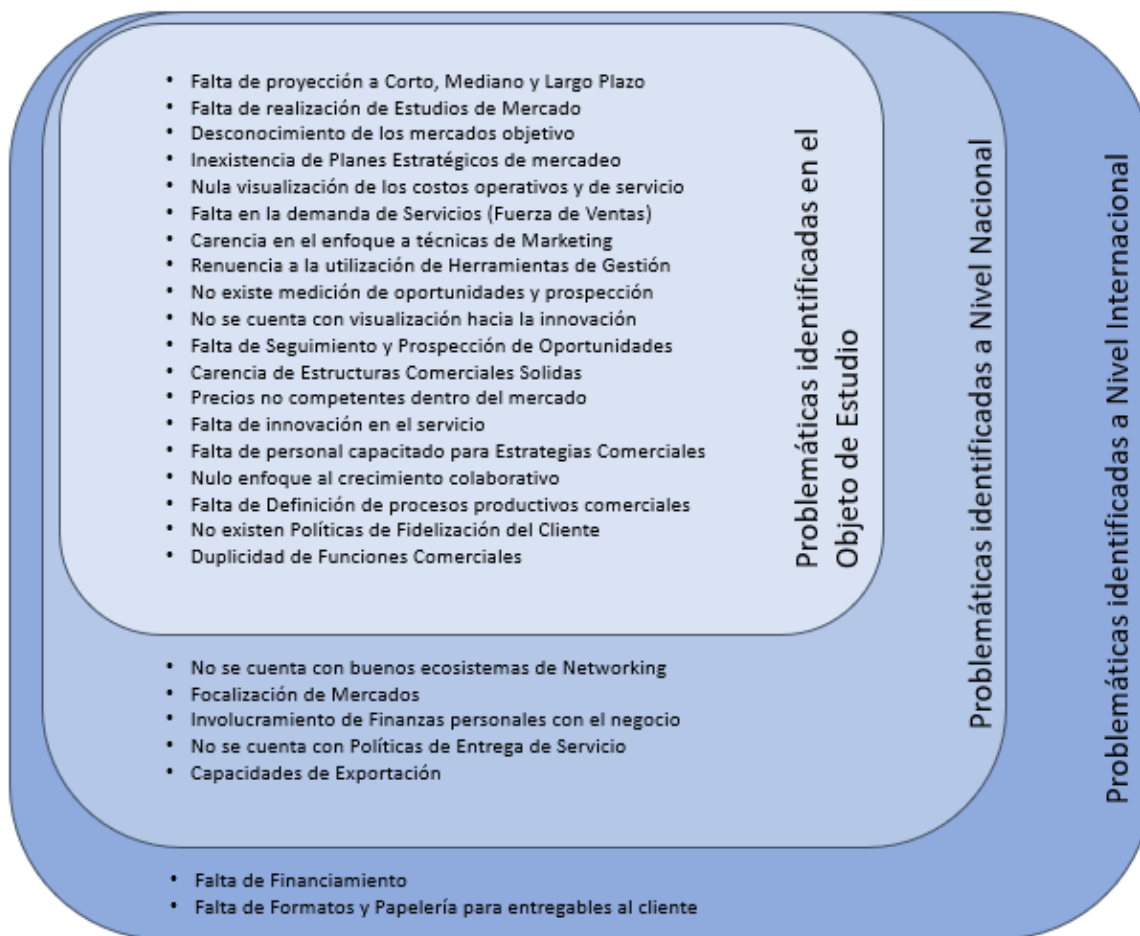 • Falta de proyección a Corto, Mediano y Largo Plazo
• Falta de realización de Estudios de Mercado
• Desconocimiento de los mercados objetivo
• Inexistencia de Planes Estratégicos de mercadeo
• Nula visualización de los costos operativos y de servicio
• Falta en la demanda de Servicios (Fuerza de Ventas)
• Carencia en el enfoque a técnicas de Marketing
• Renuencia a la utilización de Herramientas de Gestión
• No existe medición de oportunidades y prospección
• No se cuenta con visualización hacia la innovación
• Falta de Seguimiento y Prospección de Oportunidades
• Carencia de Estructuras Comerciales Solidas
• Precios no competentes dentro del mercado
• Falta de innovación en el servicio
• Falta de personal capacitado para Estrategias Comerciales
• Nulo enfoque al crecimiento colaborativo
• Falta de Definición de procesos productivos comerciales
• No existen Políticas de Fidelización del Cliente
• Duplicidad de Funciones Comerciales
Problemáticas identificadas en el
Objeto de Estudio
• No se cuenta con buenos ecosistemas de Networking
• Focalización de Mercados
• Involucramiento de Finanzas personales con el negocio
• No se cuenta con Políticas de Entrega de Servicio
• Capacidades de Exportación
Problemáticas identificadas a Nivel Nacional
• Falta de Financiamiento
• Falta de Formatos y Papelería para entregables al cliente
Problemáticas identificadas a Nivel Internacional